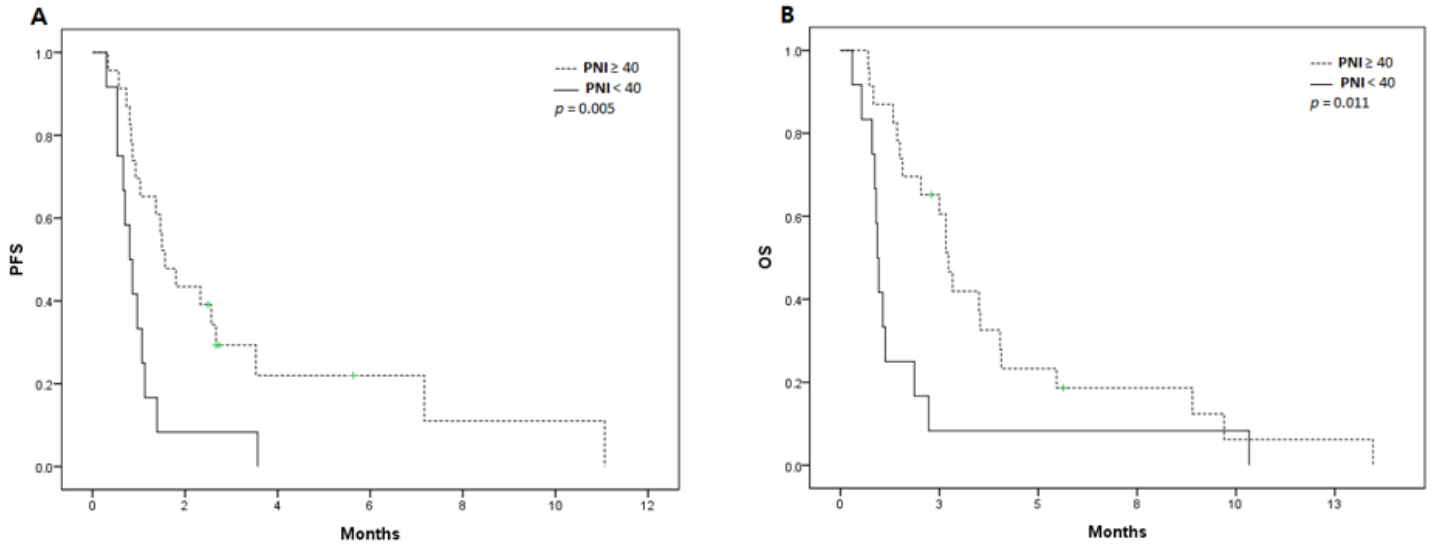 A
PFS
1.0
0.8
0.6
0.4
0.2
0.0
PNI ≥ 40
PNI < 40
p = 0.005
0 2 4 6 8 10 12
Months
B
OS
1.0
0.8
0.6
0.4
0.2
0.0
PNI ≥ 40
PNI < 40
p = 0.011
0 3 5 8 10 13
Months